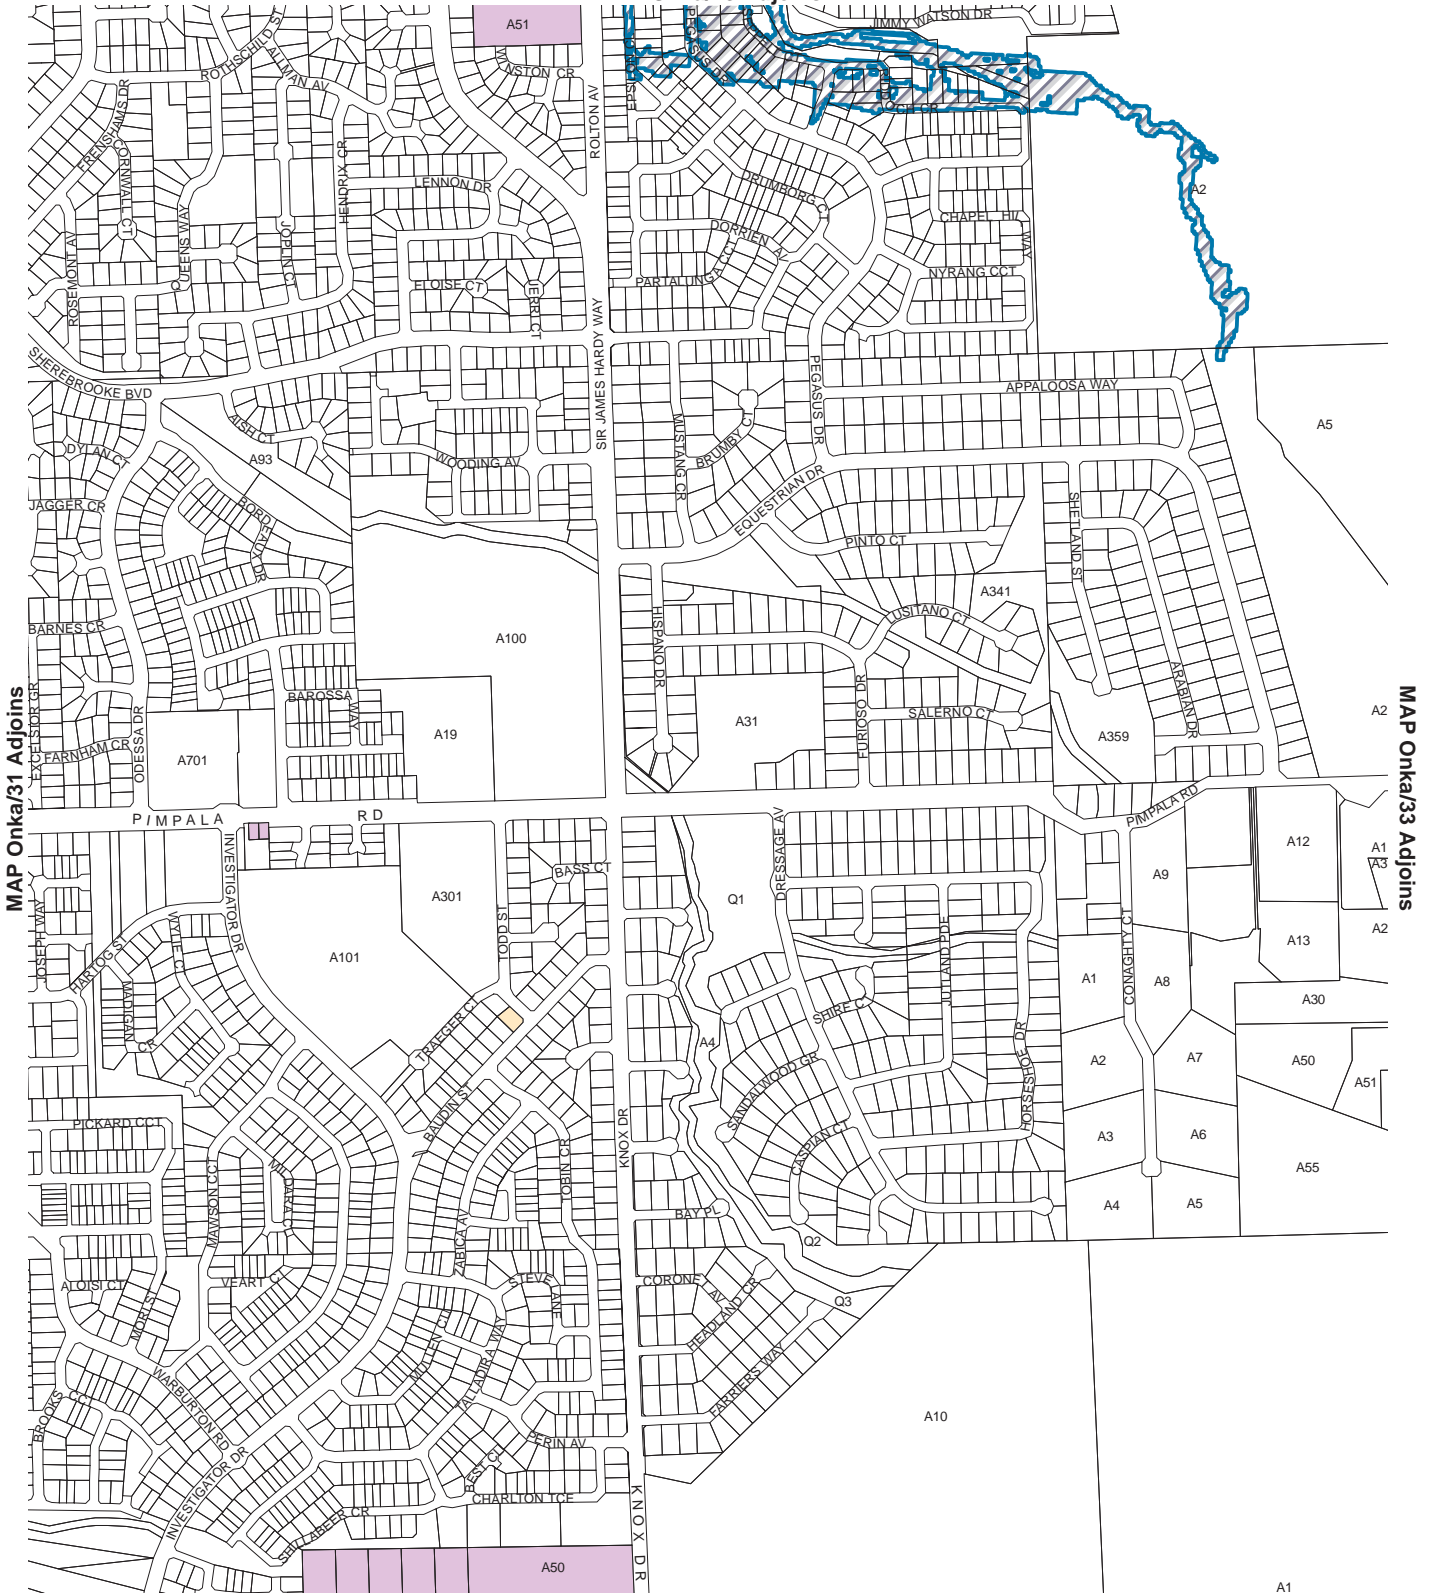 JIMMY WATSON DR
A51
ROTHSCHILD S
ALLMAN AV
WINSTON CR
PEGASUS DR
ROLTON AV
FRENSHAMS DR
CORNWALL CT
HENDRIX CR
LENNON DR
DRUMBORG CT
A2
CHAPEL HILL WAY
QUEENS WAY
JOPLIN CT
ROSEMONT AV
DORRIEN AV
PARTALUNGA CCT
NYRANG CCT
ELOISE CT
JERR CT
SIR JAMES HARDY WAY
SHEREBROOKE BVD
PEGASUS DR
APPALOOSA WAY
AISH CT
A93
DYLAN CT
WOODING AV
MUSTANG CR
BRUMBY CT
A5
EQUESTRIAN DR
JAGGER CR
BORDEAUX DR
PINTO CT
SHETLAND ST
A341
LUSITANO CT
BARNES CR
A100
HISPANO DR
BAROSSA WAY
EXCELSIOR GR
ODESSA DR
FARNHAM CR
A701
A19
A31
FURIOSO DR
SALERNO CT
ARABIAN DR
A359
A2
MAP Onka/31 Adjoins
MAP Onka/33 Adjoins
PIMPALA RD
PIMPALA RD
INVESTIGATOR DR
DRESSAGE AV
A12
A1
A3
BASS CT
A9
A301
Q1
TODD ST
JOSEPH WAY
WYLIE C
HARTOG ST
JUTLAND PDE
CONAGHTY CT
A2
A13
A101
A1
A8
MADIGAN CR
SHIRE C
A30
TRAEGER CT
A4
HORSESHOE DR
A2
A7
A50
A51
SANDALWOOD GR
BAUDIN ST
PICKARD CCT
KNOX DR
CASPIAN CT
A3
A6
A55
MAWSON CCT
MILDARA C
TOBIN CR
ZABICA AV
BAY PL
A4
A5
Q2
ALOISI CT
VEART C
STEVE LANE
CORONET AV
HEADLAND CR
Q3
MORLS
MULLEN CL
TALLADIRA WAY
FARRIERS WAY
WARBURTON RD
BROOKS CCT
A10
PERIN AV
BEST CL
INVESTIGATOR DR
CHARLTON TCE
SHILLABEER CR
KNOX DR
A50
A1